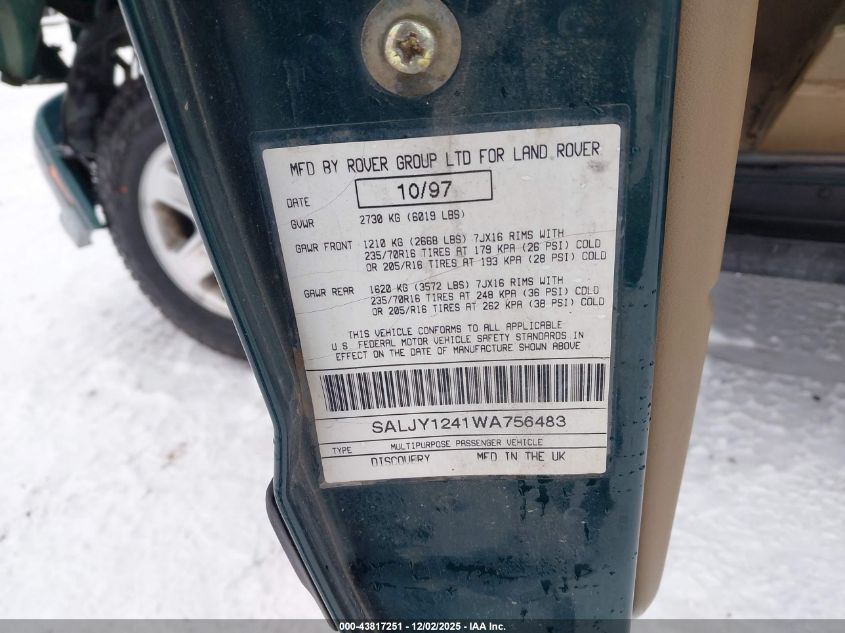 MFD BY ROVER GROUP LTD FOR LAND ROVER
DATE 10/97
GVWR 2730 KG (6019 LBS)
GAWR FRONT 1210 KG (2668 LBS) 7JX16 RIMS WITH
235/70R16 TIRES AT 179 KPA (26 PSI) COLD
OR 205/R16 TIRES AT 193 KPA (28 PSI) COLD
GAWR REAR 1620 KG (3572 LBS) 7JX16 RIMS WITH
235/70R16 TIRES AT 248 KPA (36 PSI) COLD
OR 205/R16 TIRES AT 262 KPA (38 PSI) COLD
THIS VEHICLE CONFORMS TO ALL APPLICABLE
U.S. FEDERAL MOTOR VEHICLE SAFETY STANDARDS IN
EFFECT ON THE DATE OF MANUFACTURE SHOWN ABOVE
SALJY1241WA756483
TYPE MULTIPURPOSE PASSENGER VEHICLE
DISCOVERY MFD IN THE UK
000-43817251 - 12/02/2025 - IAA Inc.